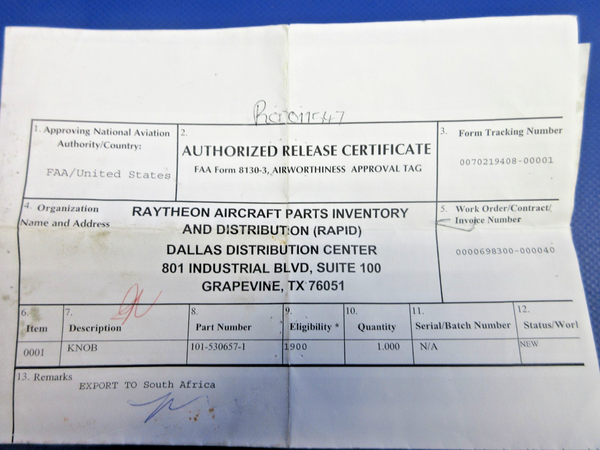 1. Approving National Aviation
Authority/Country:
FAA/United States
2.
AUTHORIZED RELEASE CERTIFICATE
FAA Form 8130-3, AIRWORTHINESS APPROVAL TAG
3. Form Tracking Number
0070219408-00001
4. Organization
Name and Address
RAYTHEON AIRCRAFT PARTS INVENTORY
AND DISTRIBUTION (RAPID)
DALLAS DISTRIBUTION CENTER
801 INDUSTRIAL BLVD, SUITE 100
GRAPEVINE, TX 76051
5. Work Order/Contract/
Invoice Number
0000698300-000040
6. Item
7. Description
8. Part Number
9. Eligibility *
10. Quantity
11. Serial/Batch Number
12. Status/Worl
0001 KNOB 101-530657-1 1900 1.000 N/A NEW
13. Remarks
EXPORT TO South Africa